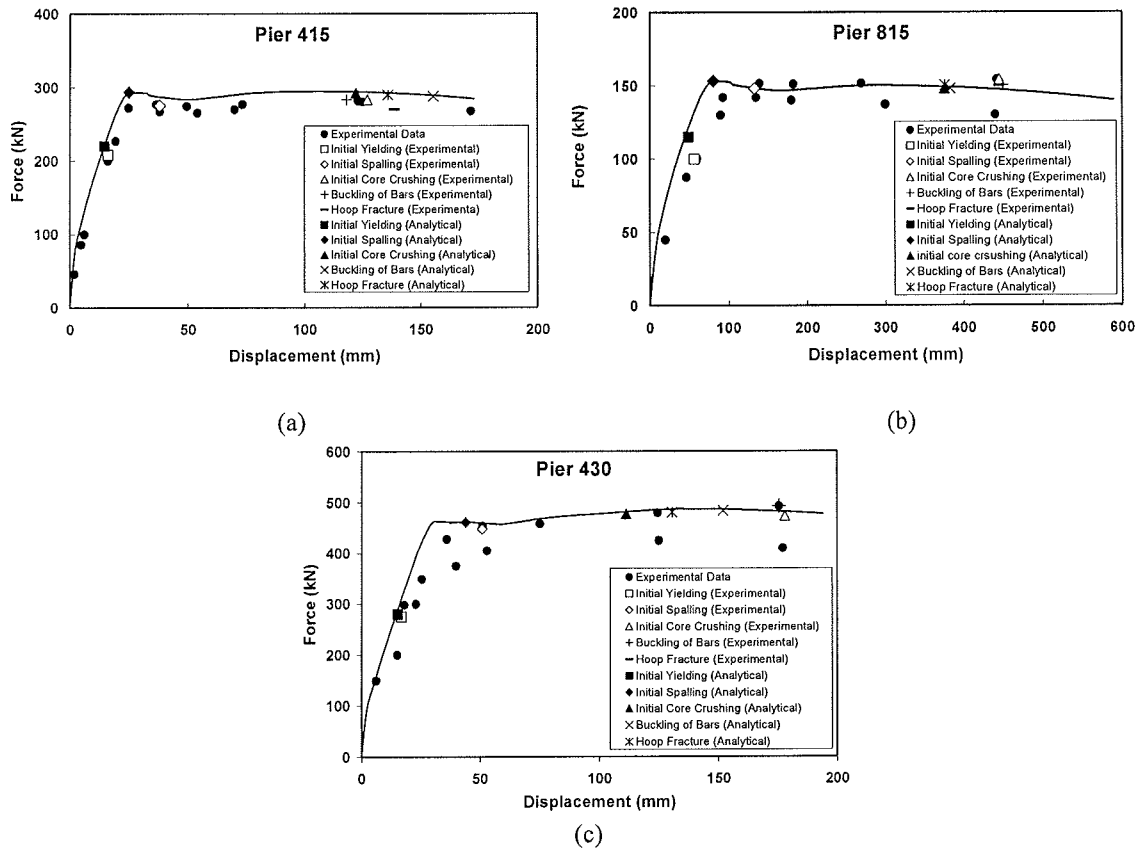 Pier 415
Force (kN)
400
300
200
100
0
0 50 100 150 200
Displacement (mm)
Experimental Data
Initial Yielding (Experimental)
Initial Spalling (Experimental)
Initial Core Crushing (Experimental)
Buckling of Bars (Experimental)
Hoop Fracture (Experimental)
Initial Yielding (Analytical)
Initial Spalling (Analytical)
Initial Core Crushing (Analytical)
Buckling of Bars (Analytical)
Hoop Fracture (Analytical)
(a)
Pier 815
Force (kN)
200
150
100
50
0
0 100 200 300 400 500 600
Displacement (mm)
Experimental Data
Initial Yielding (Experimental)
Initial Spalling (Experimental)
Initial Core Crushing (Experimental)
Buckling of Bars (Experimental)
Hoop Fracture (Experimental)
Initial Yielding (Analytical)
Initial Spalling (Analytical)
initial core crsushing (Analytical)
Buckling of Bars (Analytical)
Hoop Fracture (Analytical)
(b)
Pier 430
Force (kN)
600
500
400
300
200
100
0
0 50 100 150 200
Displacement (mm)
Experimental Data
Initial Yielding (Experimental)
Initial Spalling (Experimental)
Initial Core Crushing (Experimental)
Buckling of Bars (Experimental)
Hoop Fracture (Experimental)
Initial Yielding (Analytical)
Initial Spalling (Analytical)
Initial Core Crushing (Analytical)
Buckling of Bars (Analytical)
Hoop Fracture (Analytical)
(c)